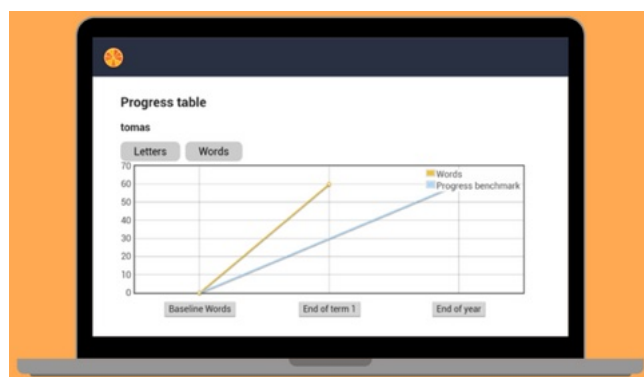 Progress table
tomas
Letters Words
70
60
50
40
30
20
10
0
Words
Progress benchmark
Baseline Words End of term 1 End of year